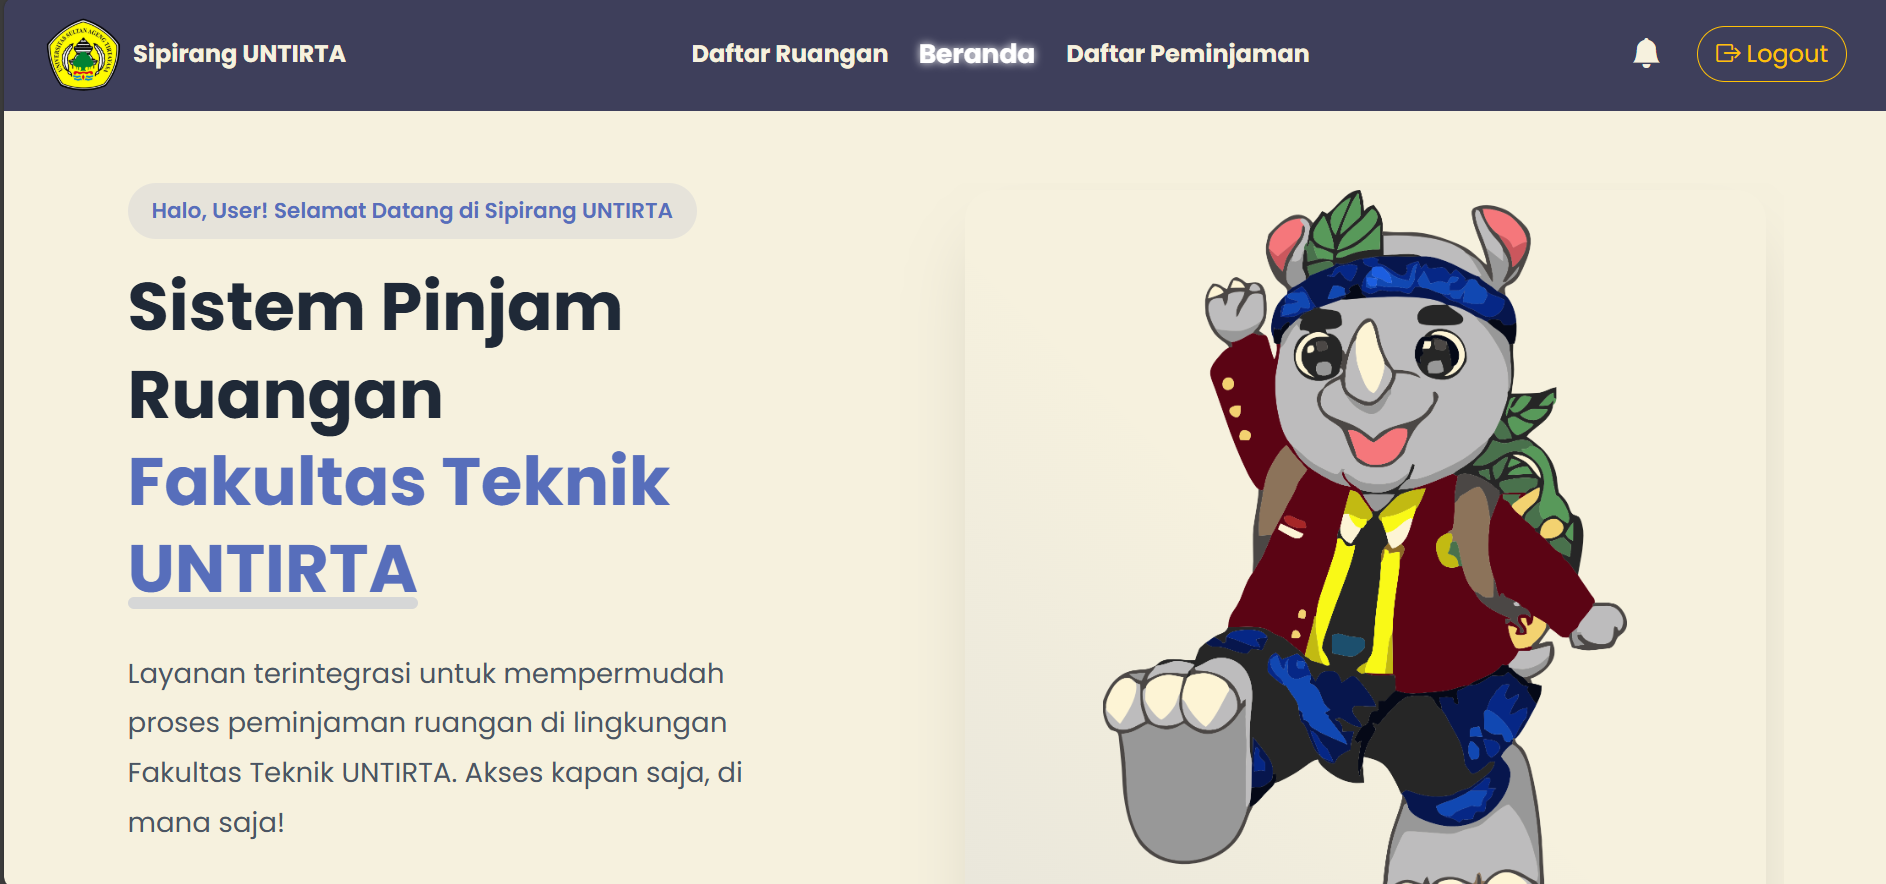 Sipirang UNTIRTA
Daftar Ruangan
Beranda
Daftar Peminjaman
Logout
Halo, User! Selamat Datang di Sipirang UNTIRTA
Sistem Pinjam
Ruangan
Fakultas Teknik
UNTIRTA
Layanan terintegrasi untuk mempermudah
proses peminjaman ruangan di lingkungan
Fakultas Teknik UNTIRTA. Akses kapan saja, di
mana saja!